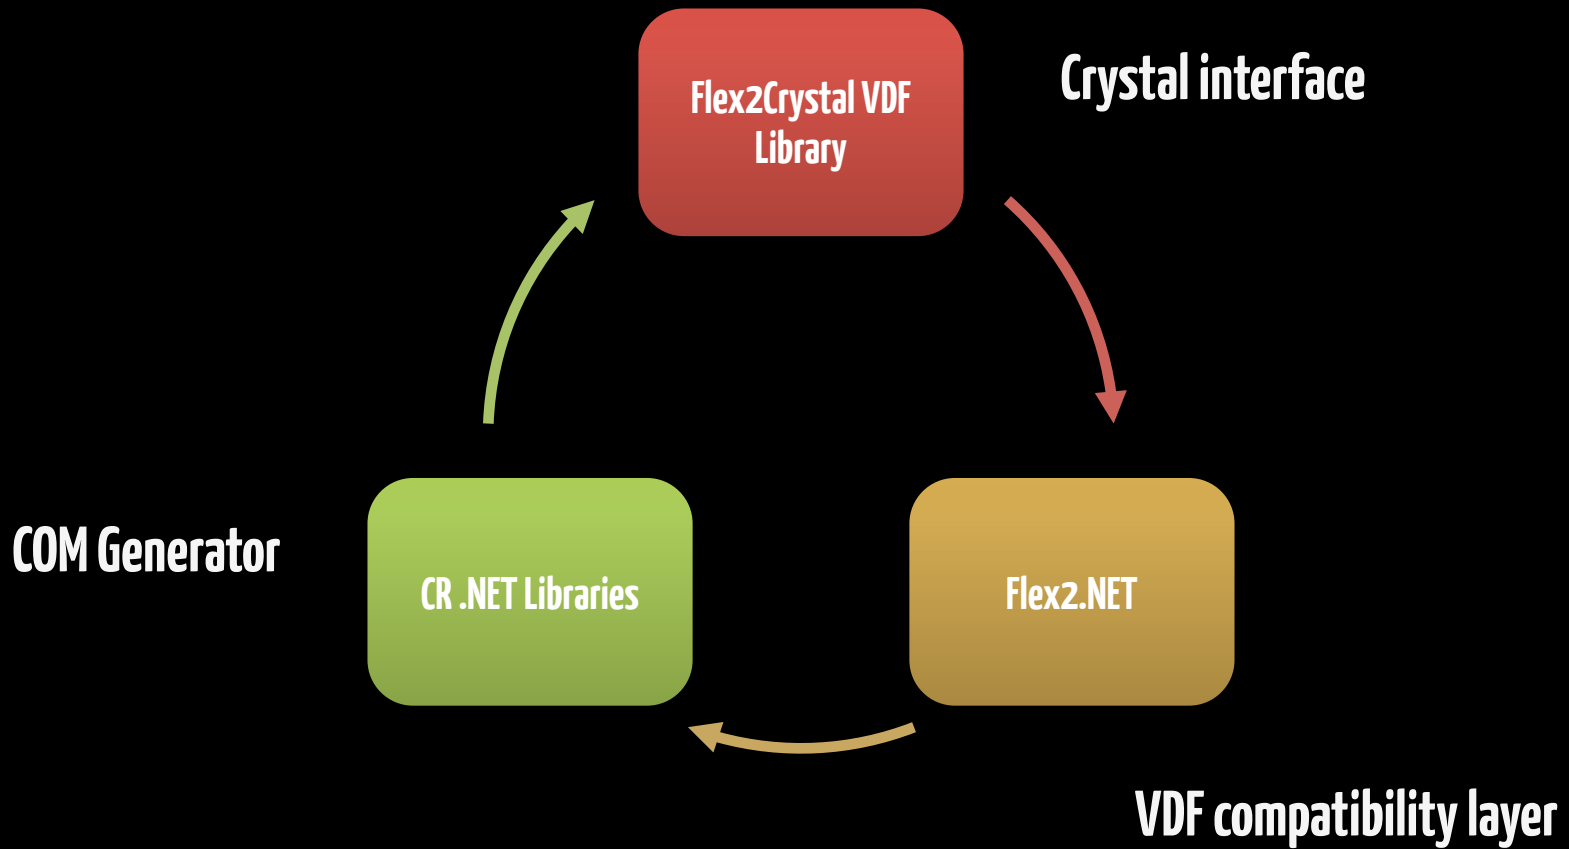 Flex2Crystal VDF
Library
Crystal interface
COM Generator
CR .NET Libraries
Flex2.NET
VDF compatibility layer